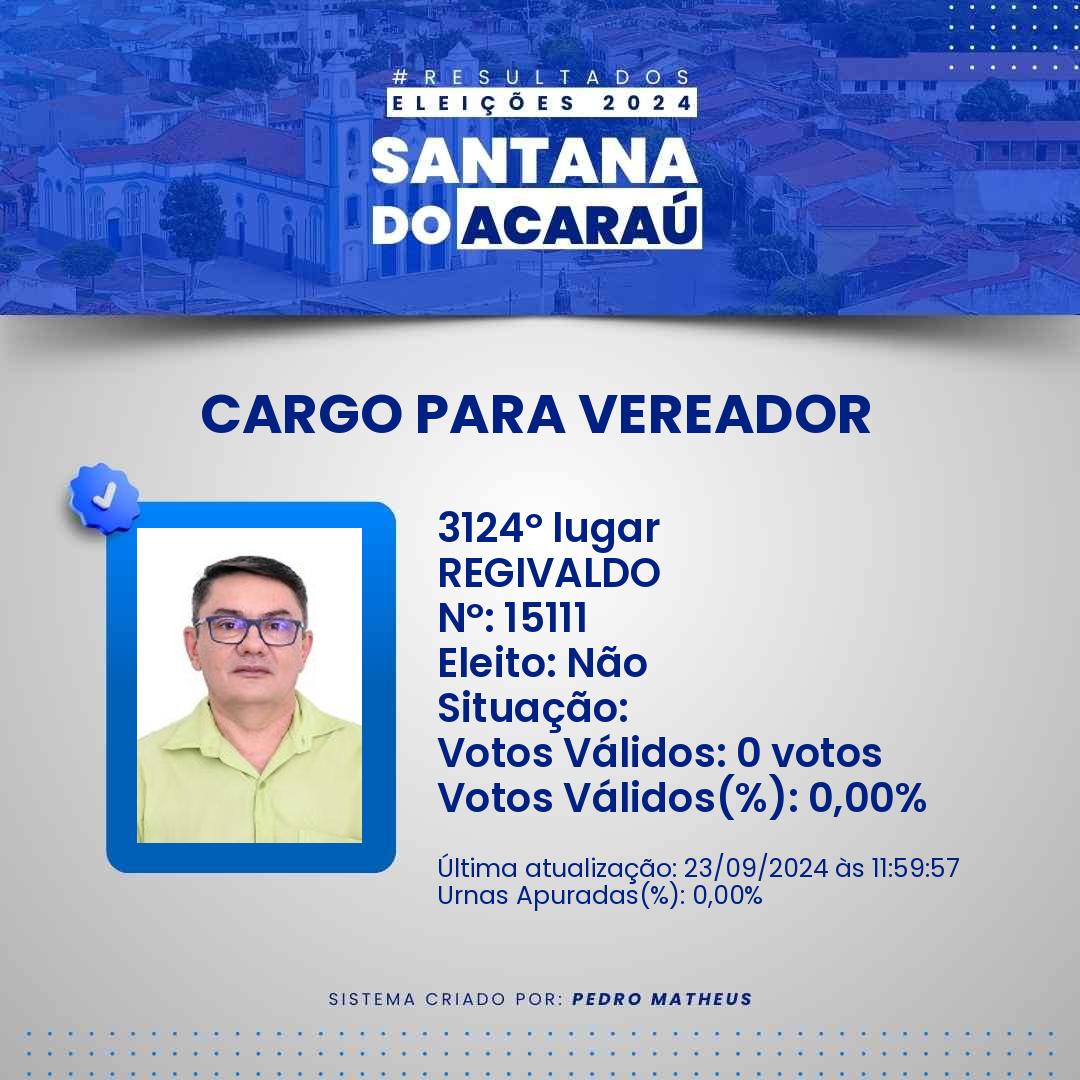 #RESULTADOS
ELEIÇÕES 2024
SANTANA
DO ACARAÚ
CARGO PARA VEREADOR
3124º lugar
REGIVALDO
Nº: 15111
Eleito: Não
Situação:
Votos Válidos: 0 votos
Votos Válidos(%): 0,00%
Última atualização: 23/09/2024 às 11:59:57
Urnas Apuradas(%): 0,00%
SISTEMA CRIADO POR: PEDRO MATHEUS